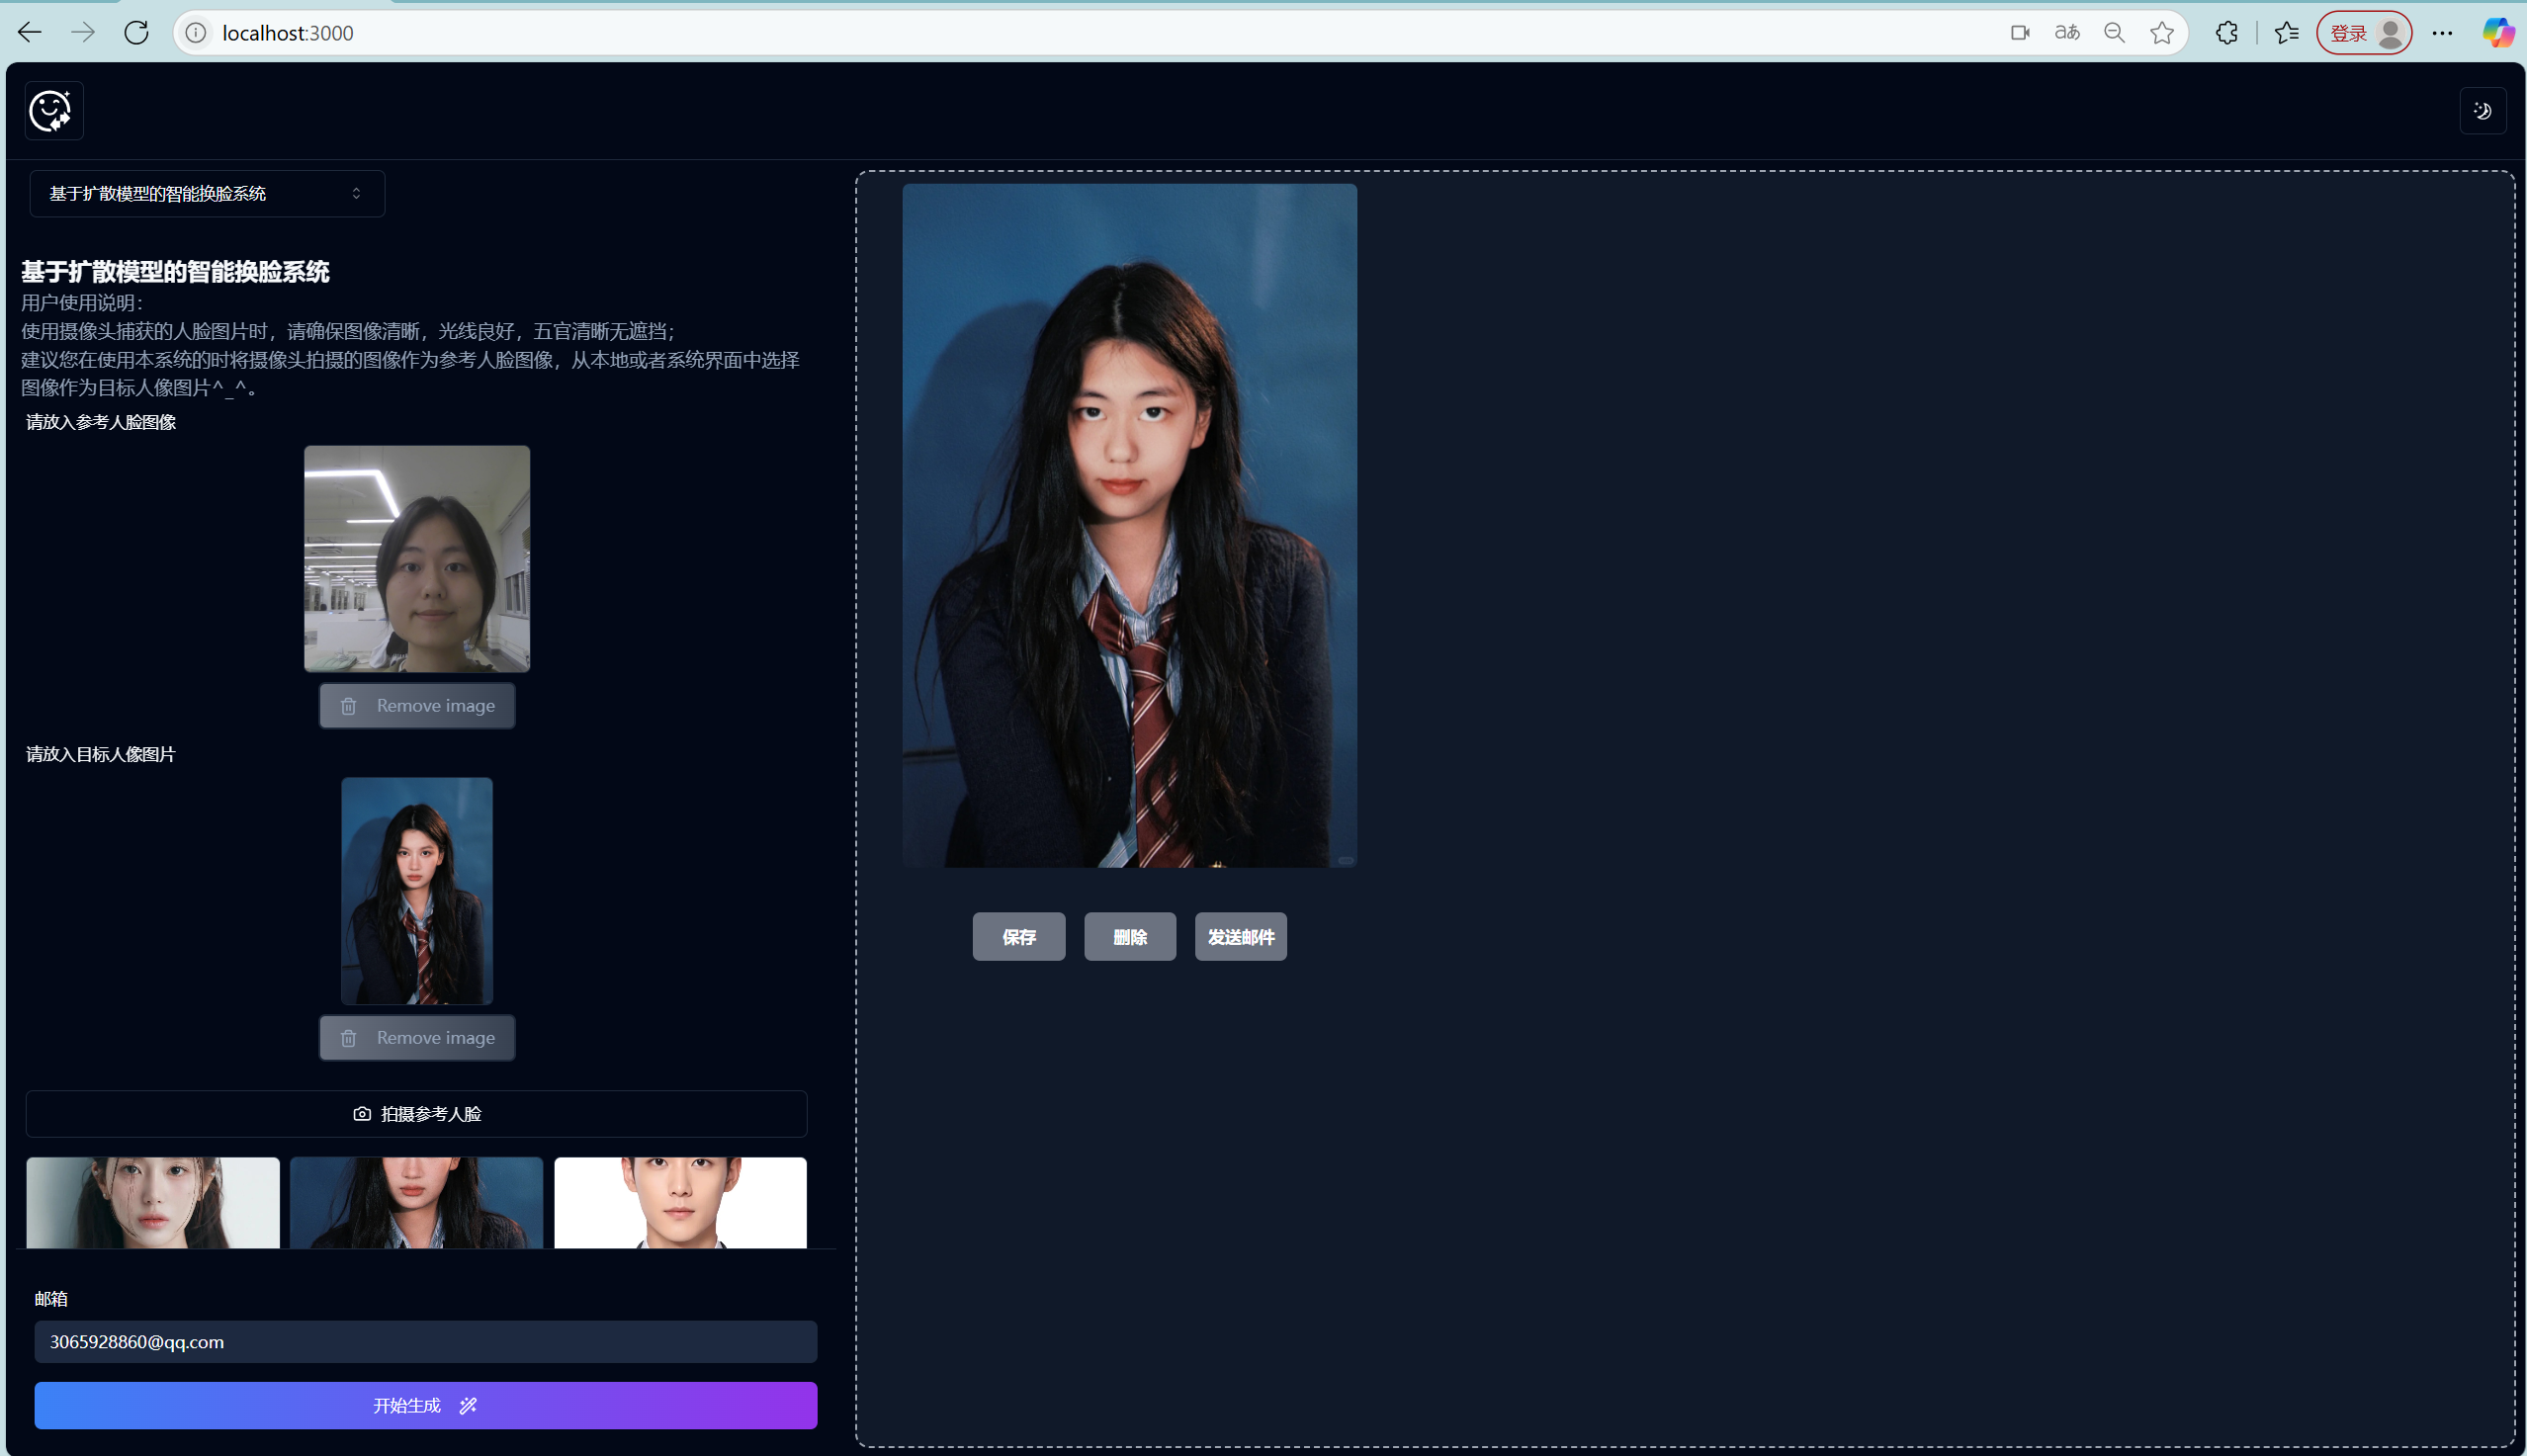 localhost:3000
aあ
登录
基于扩散模型的智能换脸系统
基于扩散模型的智能换脸系统
用户使用说明：
使用摄像头捕获的人脸图片时，请确保图像清晰，光线良好，五官清晰无遮挡；
建议您在使用本系统的时将摄像头拍摄的图像作为参考人脸图像，从本地或者系统界面中选择
图像作为目标人像图片^_^。
请放入参考人脸图像
Remove image
请放入目标人像图片
Remove image
拍摄参考人脸
邮箱
3065928860@qq.com
开始生成
保存 删除 发送邮件